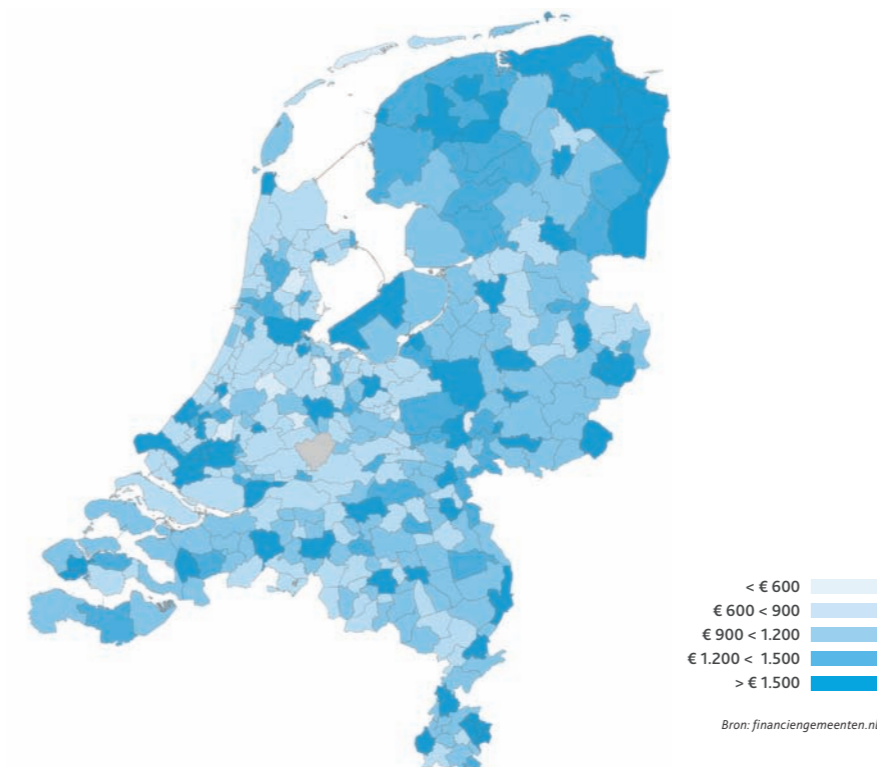 < € 600
€ 600 < 900
€ 900 < 1.200
€ 1.200 < 1.500
> € 1.500
Bron: financiengemeenten.nl